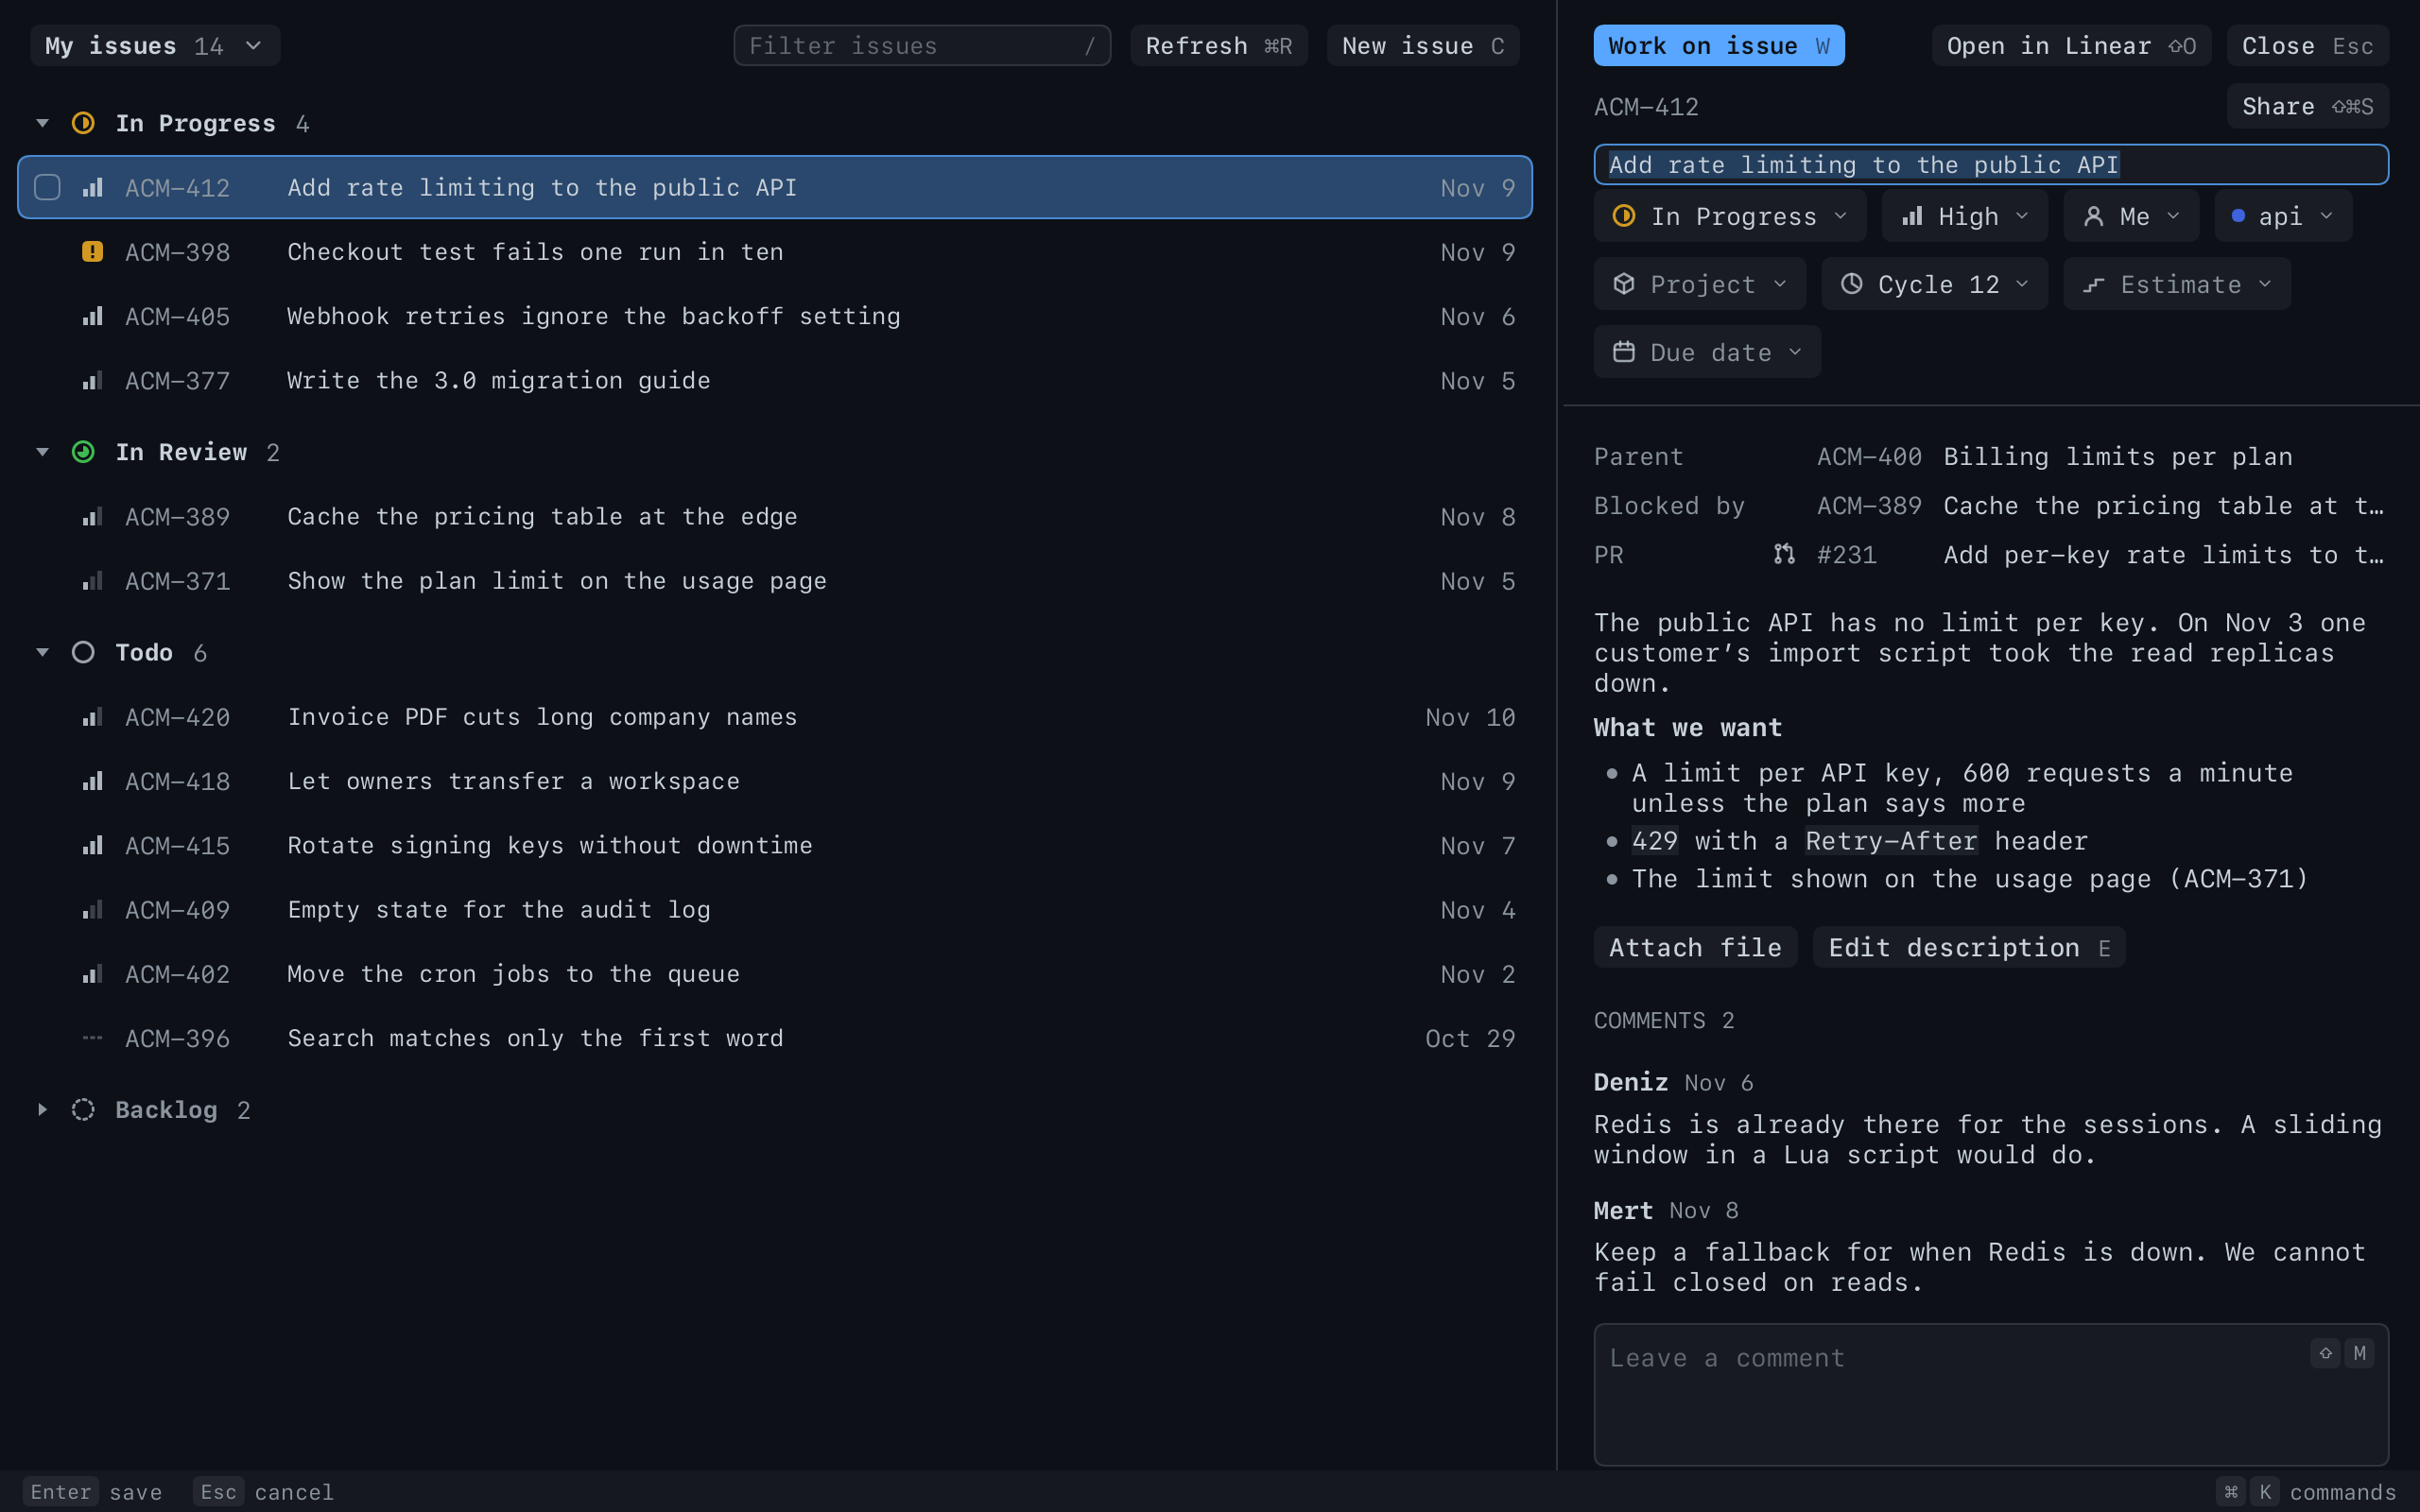 My issues 14
Filter issues /
Refresh ⌘R
New issue C
In Progress 4
ACM-412 Add rate limiting to the public API Nov 9
ACM-398 Checkout test fails one run in ten Nov 9
ACM-405 Webhook retries ignore the backoff setting Nov 6
ACM-377 Write the 3.0 migration guide Nov 5
In Review 2
ACM-389 Cache the pricing table at the edge Nov 8
ACM-371 Show the plan limit on the usage page Nov 5
Todo 6
ACM-420 Invoice PDF cuts long company names Nov 10
ACM-418 Let owners transfer a workspace Nov 9
ACM-415 Rotate signing keys without downtime Nov 7
ACM-409 Empty state for the audit log Nov 4
ACM-402 Move the cron jobs to the queue Nov 2
ACM-396 Search matches only the first word Oct 29
Backlog 2
Work on issue W
Open in Linear ⇧O
Close Esc
ACM-412
Share ⇧⌘S
Add rate limiting to the public API
In Progress
High
Me
api
Project
Cycle 12
Estimate
Due date
Parent ACM-400 Billing limits per plan
Blocked by ACM-389 Cache the pricing table at t…
PR #231 Add per-key rate limits to t…
The public API has no limit per key. On Nov 3 one
customer’s import script took the read replicas
down.
What we want
• A limit per API key, 600 requests a minute
unless the plan says more
• 429 with a Retry-After header
• The limit shown on the usage page (ACM-371)
Attach file
Edit description E
COMMENTS 2
Deniz Nov 6
Redis is already there for the sessions. A sliding
window in a Lua script would do.
Mert Nov 8
Keep a fallback for when Redis is down. We cannot
fail closed on reads.
Leave a comment ⇧ M
Enter save Esc cancel
⌘ K commands